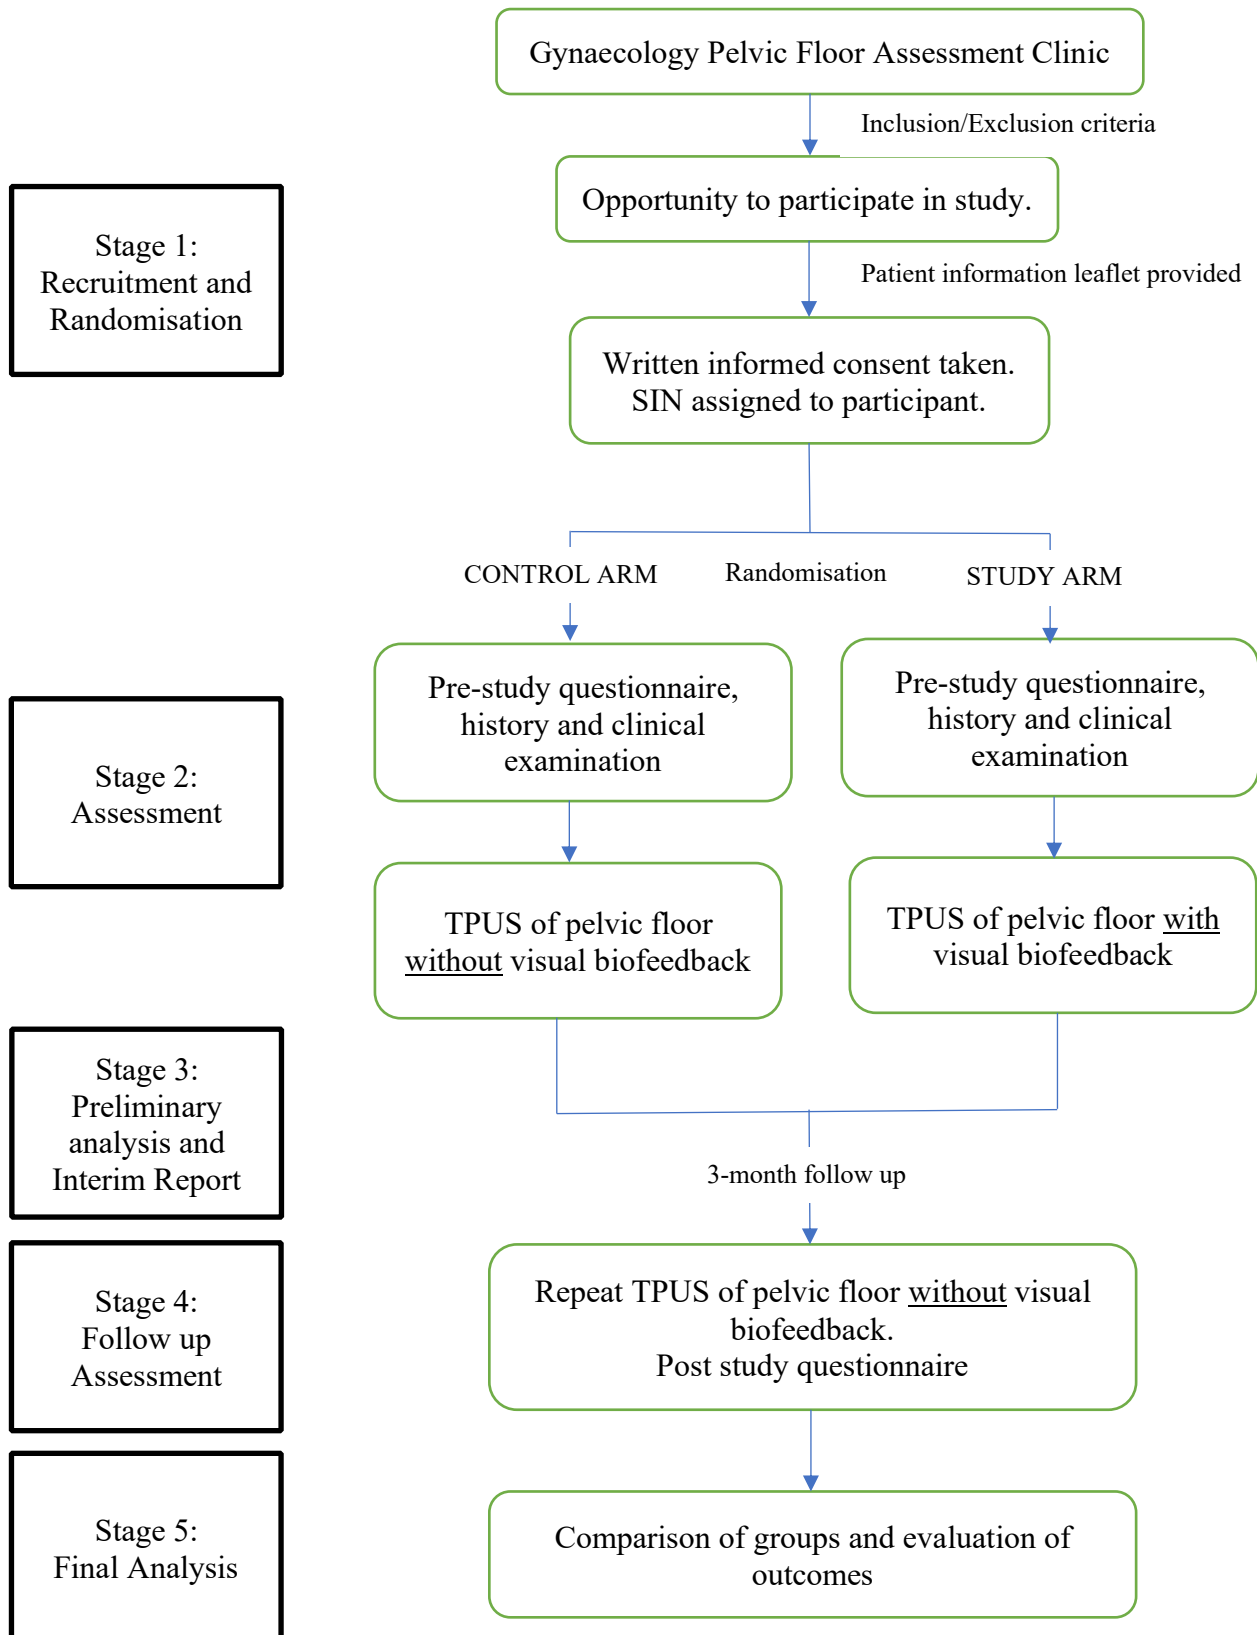 Gynaecology Pelvic Floor Assessment Clinic
Inclusion/Exclusion criteria
Opportunity to participate in study.
Patient information leaflet provided
Stage 1:
Recruitment and
Randomisation
Written informed consent taken.
SIN assigned to participant.
CONTROL ARM
Randomisation
STUDY ARM
Pre-study questionnaire,
history and clinical
examination
Pre-study questionnaire,
history and clinical
examination
Stage 2:
Assessment
TPUS of pelvic floor
without visual biofeedback
TPUS of pelvic floor with
visual biofeedback
Stage 3:
Preliminary
analysis and
Interim Report
3-month follow up
Stage 4:
Follow up
Assessment
Repeat TPUS of pelvic floor without visual
biofeedback.
Post study questionnaire
Stage 5:
Final Analysis
Comparison of groups and evaluation of
outcomes